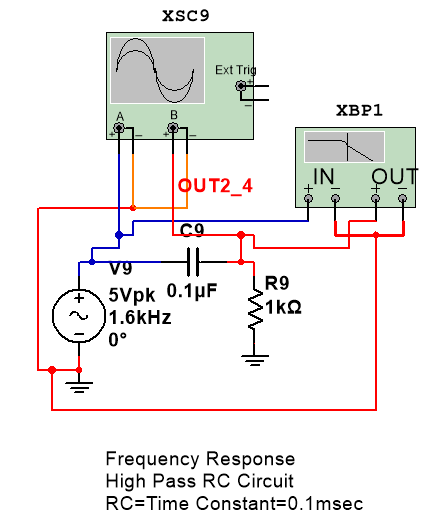 XSC9
Ext Trig
+
−
A
B
+ − + −
XBP1
IN OUT
+ − + −
OUT2_4
C9
0.1µF
V9
5Vpk
1.6kHz
0°
+
−
R9
1kΩ
Frequency Response
High Pass RC Circuit
RC=Time Constant=0.1msec